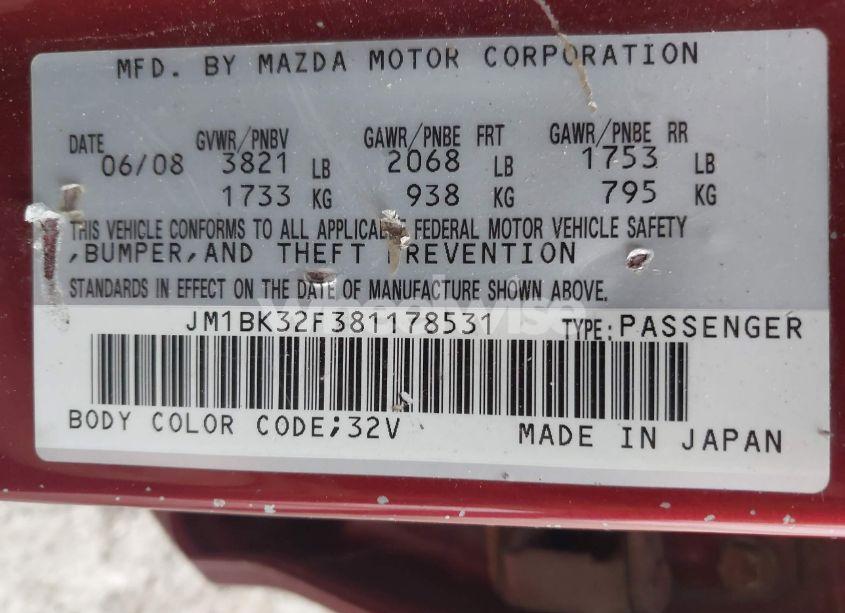 MFD. BY MAZDA MOTOR CORPORATION
DATE GVWR/PNBV GAWR/PNBE FRT GAWR/PNBE RR
06/08 3821 LB 2068 LB 1753 LB
1733 KG 938 KG 795 KG
THIS VEHICLE CONFORMS TO ALL FEDERAL MOTOR VEHICLE SAFETY
,BUMPER,AND THEFT PREVENTION
STANDARDS IN EFFECT ON THE DATE OF MANUFACTURE SHOWN ABOVE.
JM1BK32F381178531 TYPE:PASSENGER
BODY COLOR CODE;32V
MADE IN JAPAN